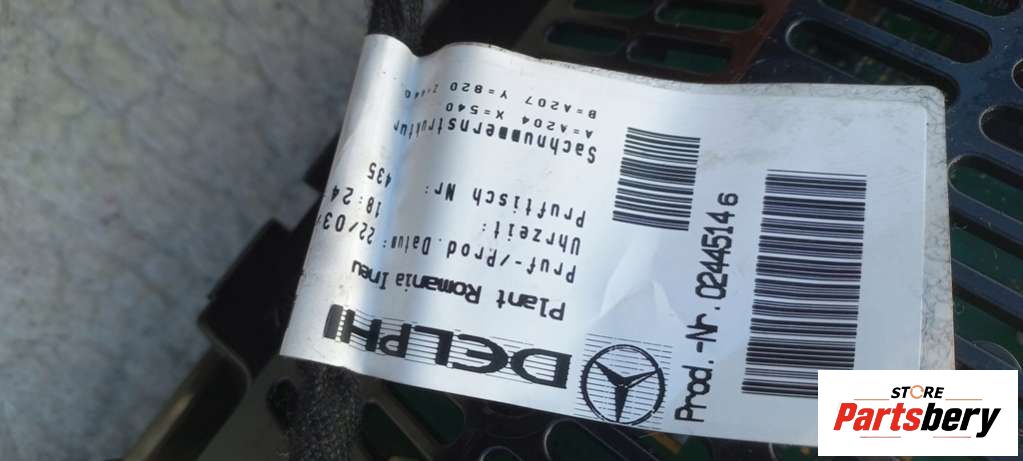 DELPHI
Plant Romania Ineu
Pruf-/Prod. Datum: 22/03
Uhrzeit: 18:24
Pruftisch Nr: 435
Sachnummernstruktur
A=A204 X=540
B=A207 Y=820
Prod.-Nr. 02445146
STORE
Partsbery